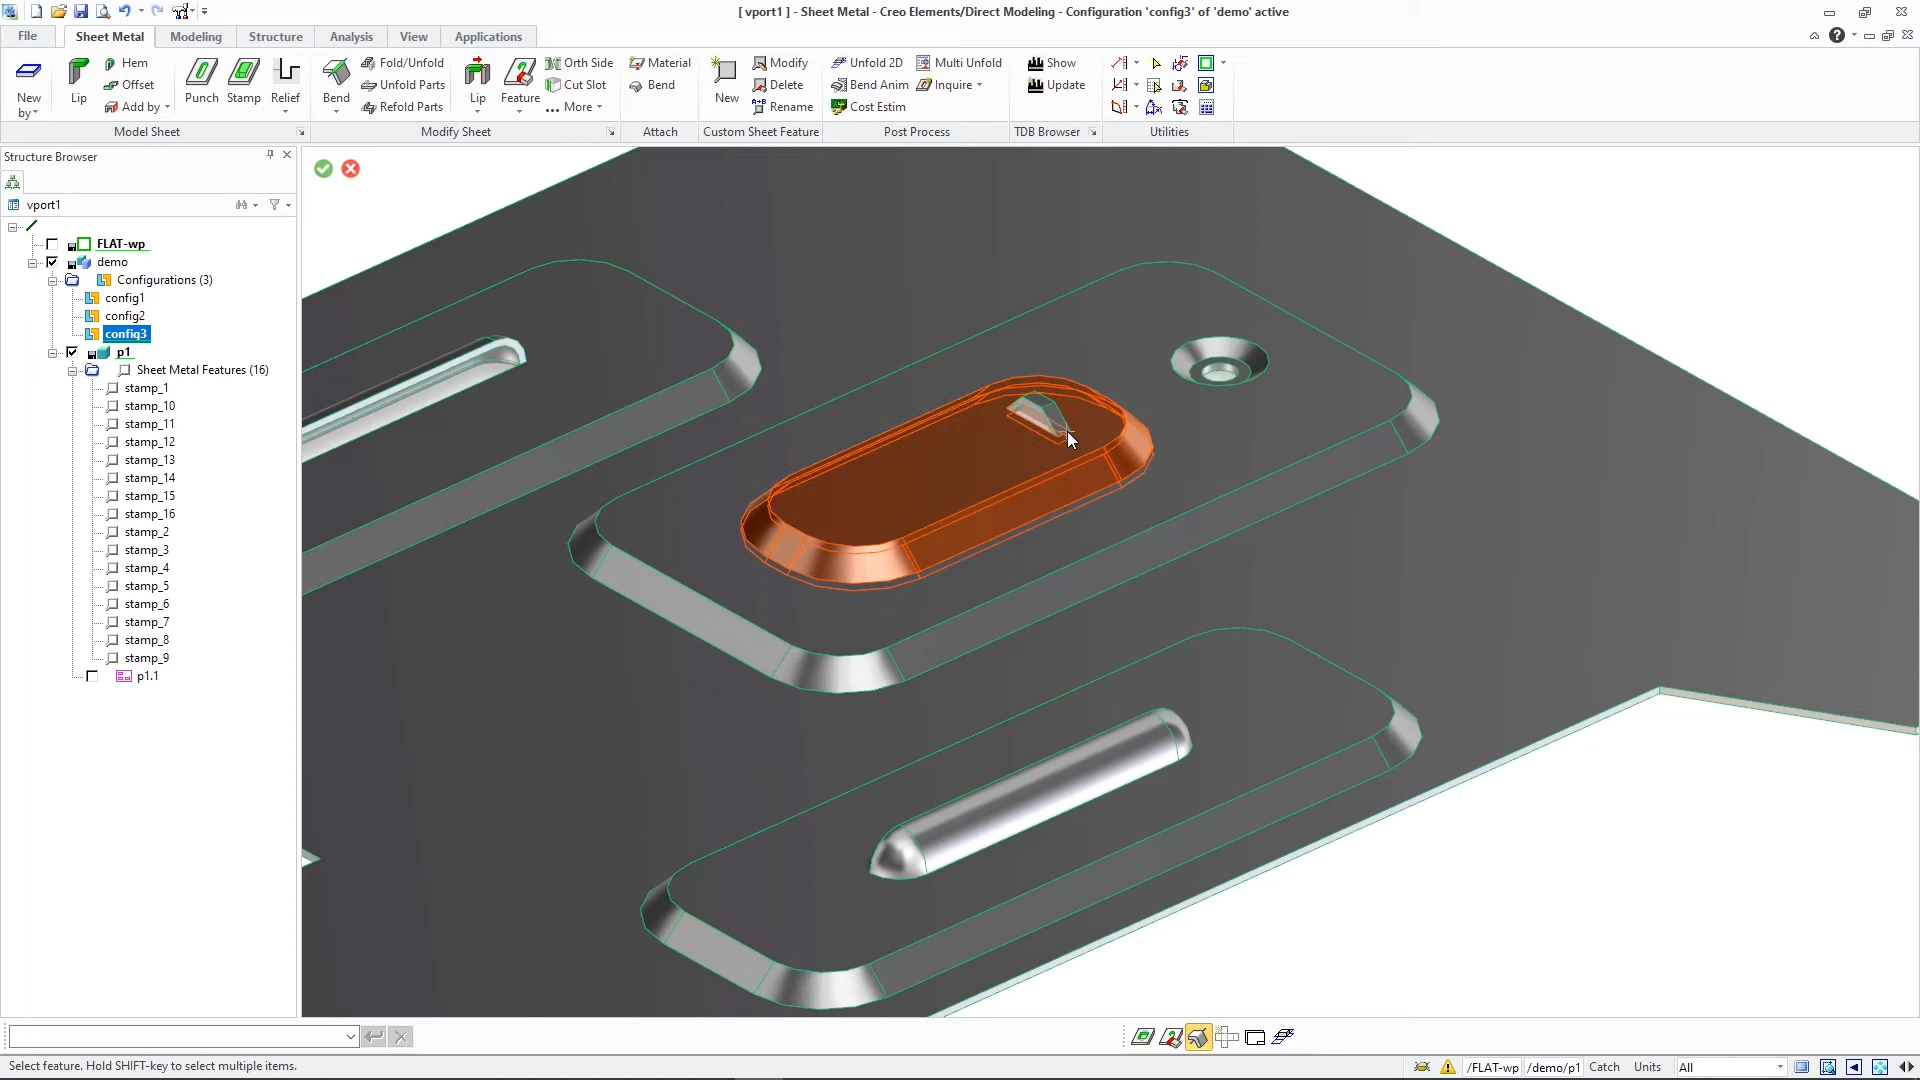 [ vport1 ] - Sheet Metal - Creo Elements/Direct Modeling - Configuration 'config3' of 'demo' active
File Sheet Metal Modeling Structure Analysis View Applications
New by
Lip
Hem
Offset
Add by
Punch Stamp Relief
Model Sheet
Bend
Fold/Unfold
Unfold Parts
Refold Parts
Lip Feature
Orth Side
Cut Slot
More
Modify Sheet
Material
Bend
Attach
New
Modify
Delete
Rename
Custom Sheet Feature
Unfold 2D Multi Unfold
Bend Anim Inquire
Cost Estim
Post Process
Show
Update
TDB Browser
Utilities
Structure Browser
vport1
FLAT-wp
demo
Configurations (3)
config1
config2
config3
p1
Sheet Metal Features (16)
stamp_1
stamp_10
stamp_11
stamp_12
stamp_13
stamp_14
stamp_15
stamp_16
stamp_2
stamp_3
stamp_4
stamp_5
stamp_6
stamp_7
stamp_8
stamp_9
p1.1
Select feature. Hold SHIFT-key to select multiple items.
/FLAT-wp /demo/p1 Catch Units All